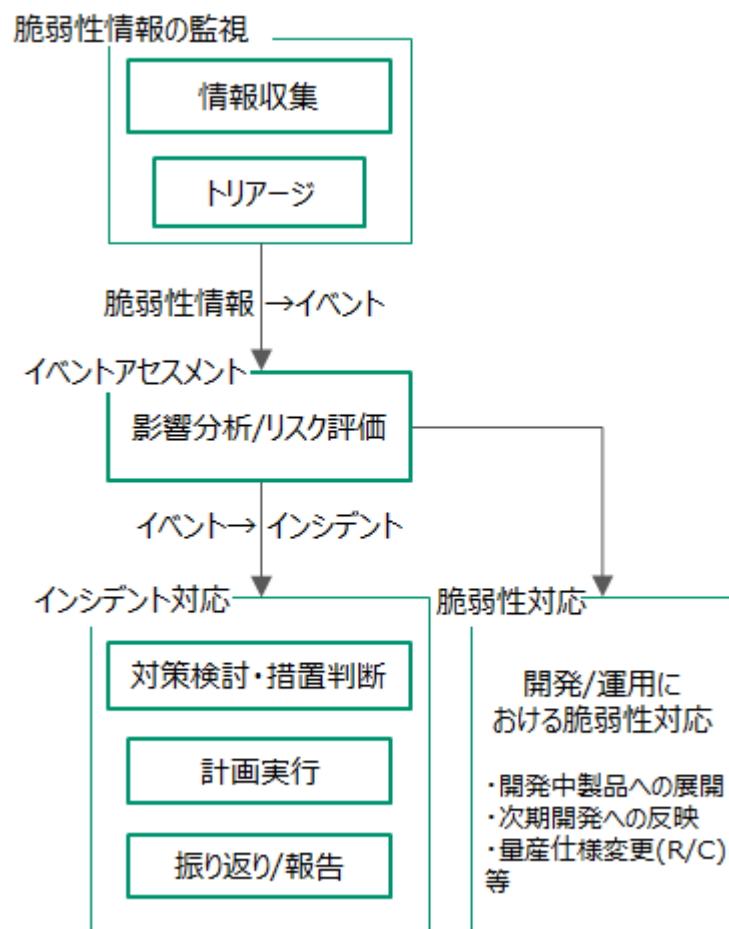 脆弱性情報の監視
情報収集
トリアージ
脆弱性情報→イベント
イベントアセスメント
影響分析/リスク評価
イベント→インシデント
インシデント対応
対策検討・措置判断
計画実行
振り返り/報告
脆弱性対応
開発/運用に
おける脆弱性対応
・開発中製品への展開
・次期開発への反映
・量産仕様変更(R/C)
等